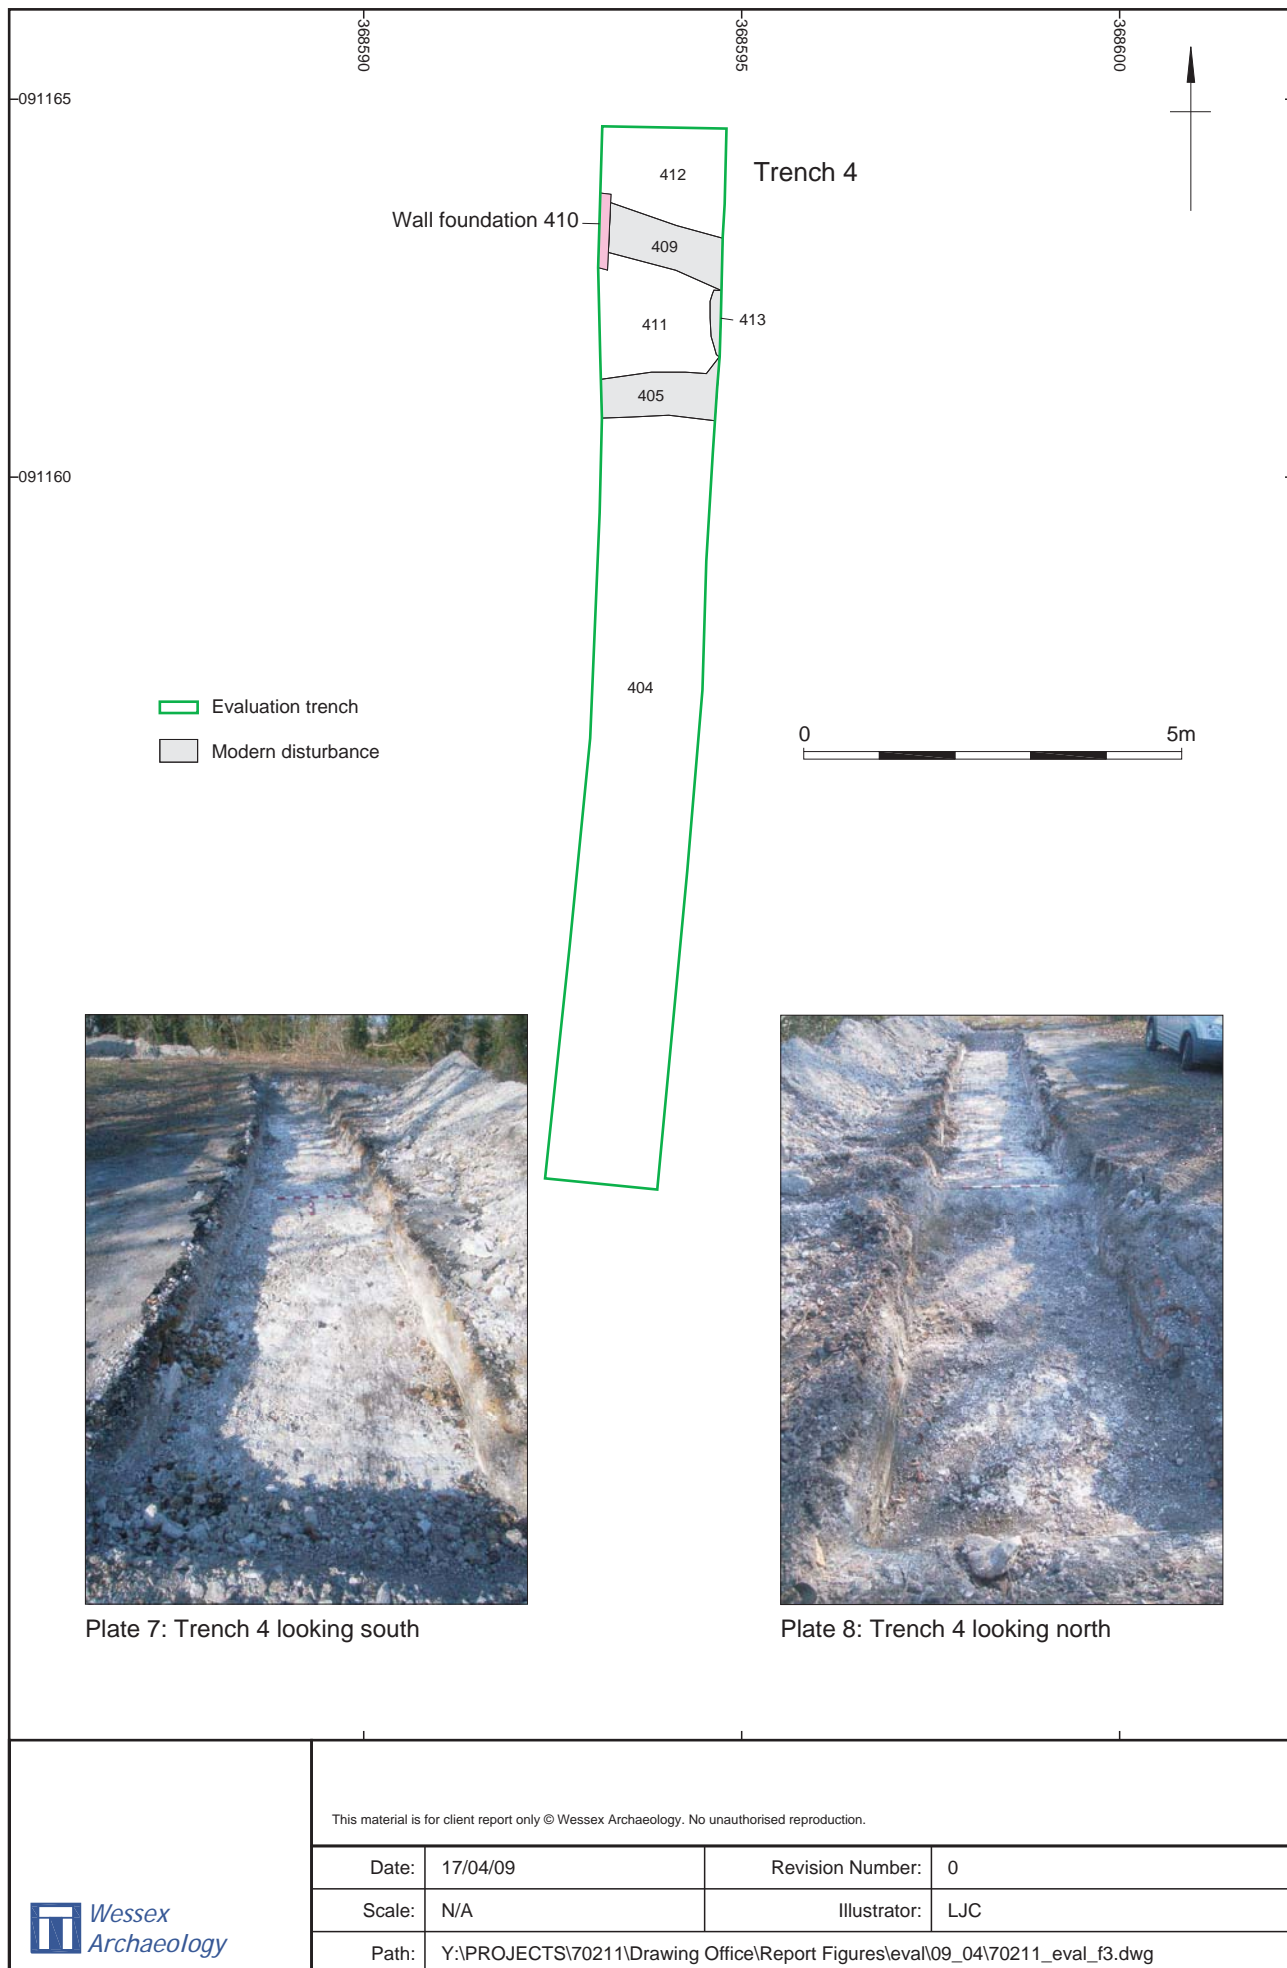 368590
368595
368600
091165
412
Trench 4
Wall foundation 410
409
413
411
405
091160
404
Evaluation trench
Modern disturbance
0 5m
Plate 7: Trench 4 looking south
Plate 8: Trench 4 looking north
This material is for client report only © Wessex Archaeology. No unauthorised reproduction.
Date: 17/04/09 Revision Number: 0
Scale: N/A Illustrator: LJC
Path: Y:\PROJECTS\70211\Drawing Office\Report Figures\eval\09_04\70211_eval_f3.dwg
Wessex
Archaeology